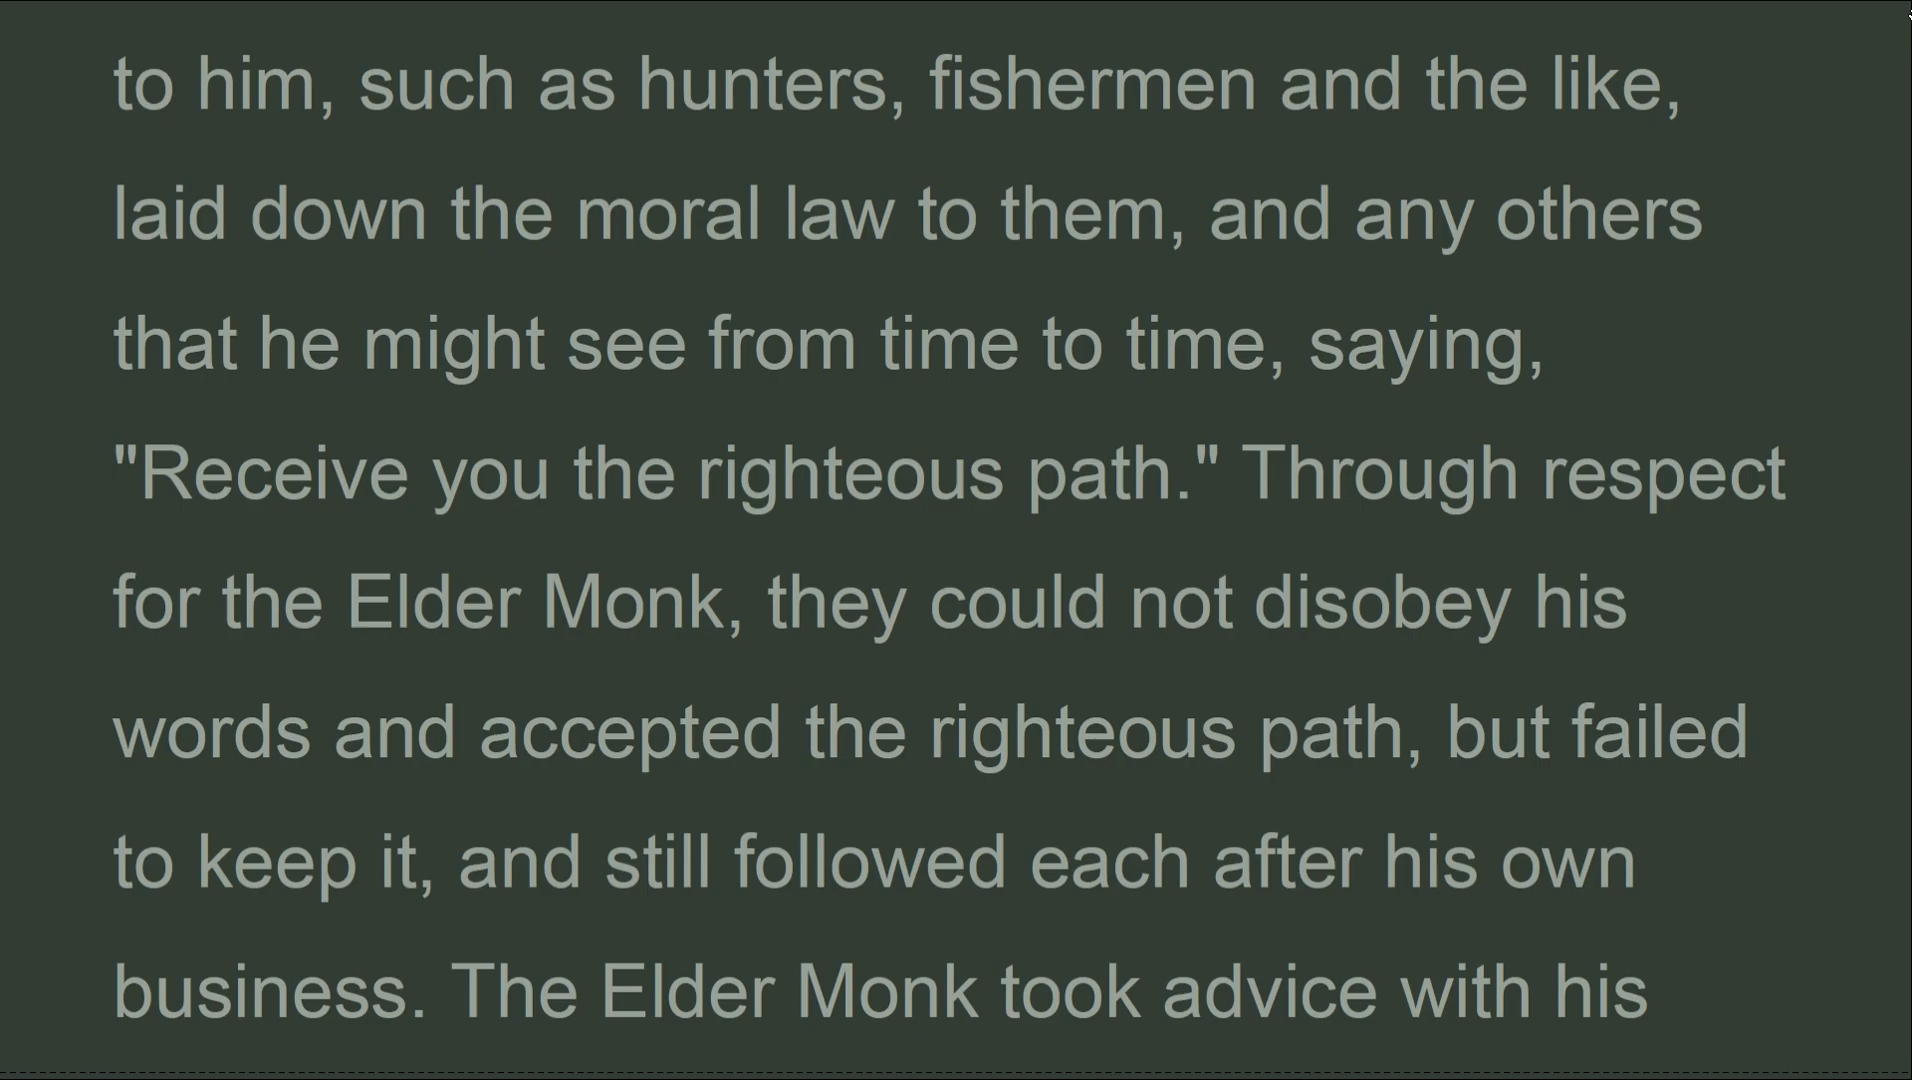 to him, such as hunters, fishermen and the like,
laid down the moral law to them, and any others
that he might see from time to time, saying,
"Receive you the righteous path." Through respect
for the Elder Monk, they could not disobey his
words and accepted the righteous path, but failed
to keep it, and still followed each after his own
business. The Elder Monk took advice with his